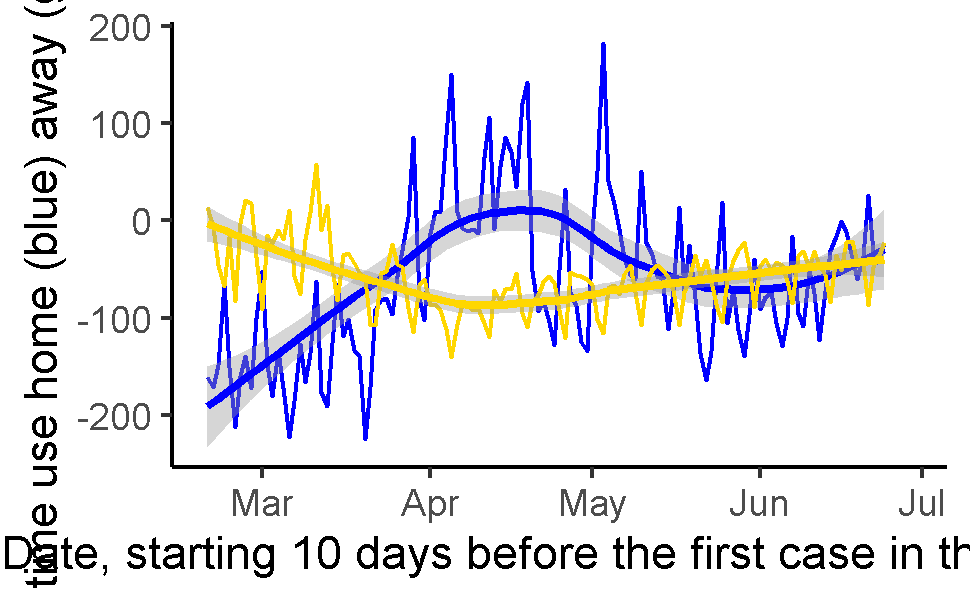 200
100
0
-100
-200
time use home (blue) away (
Mar Apr May Jun Jul
Date, starting 10 days before the first case in th